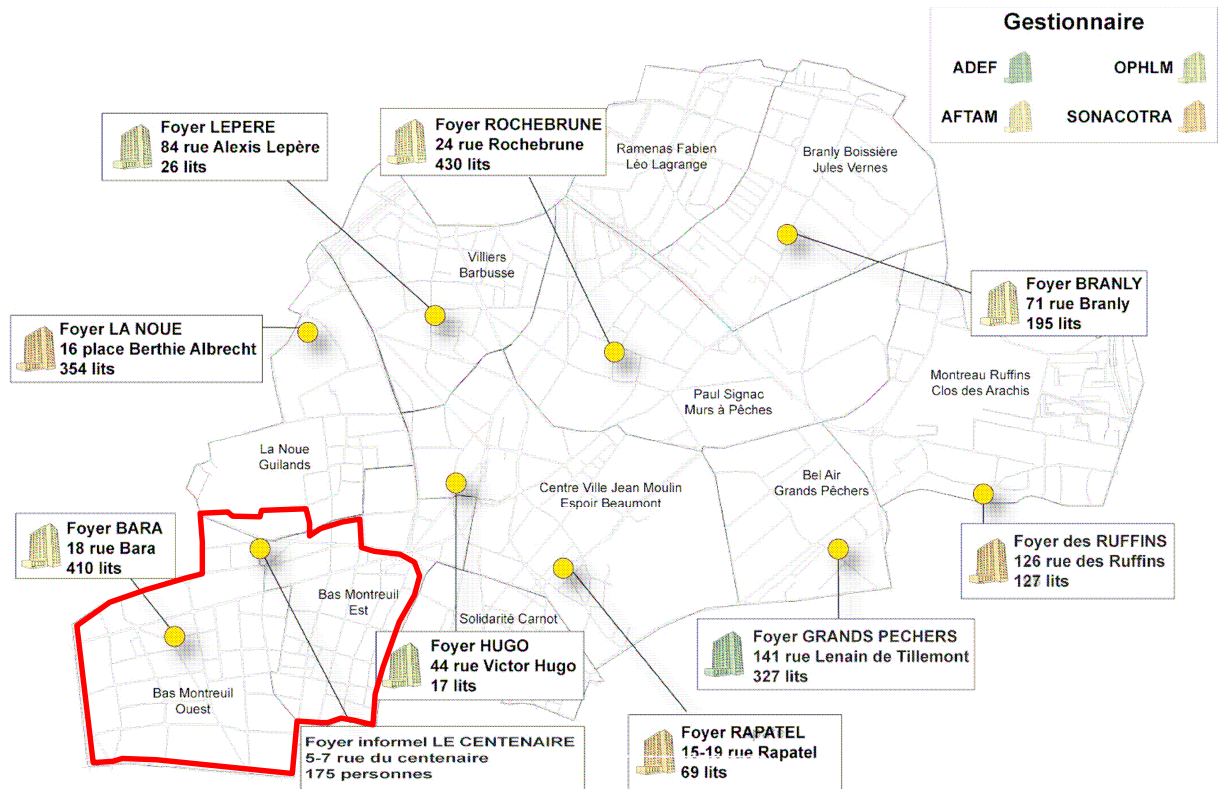 Gestionnaire
ADEF
OPHLM
AFTAM
SONACOTRA
Foyer LEPERE
84 rue Alexis Lepère
26 lits
Foyer ROCHEBRUNE
24 rue Rochebrune
430 lits
Ramenas Fabien
Léo Lagrange
Branly Boissière
Jules Vernes
Villiers
Barbusse
Foyer BRANLY
71 rue Branly
195 lits
Foyer LA NOUE
16 place Berthie Albrecht
354 lits
Montreau Ruffins
Clos des Arachis
Paul Signac
Murs à Pêches
La Noue
Guilands
Centre Ville Jean Moulin
Espoir Beaumont
Bel Air
Grands Pêchers
Foyer BARA
18 rue Bara
410 lits
Foyer des RUFFINS
126 rue des Ruffins
127 lits
Bas Montreuil
Est
Solidarité Carnot
Foyer HUGO
44 rue Victor Hugo
17 lits
Foyer GRANDS PECHERS
141 rue Lenain de Tillemont
327 lits
Bas Montreuil
Ouest
Foyer informel LE CENTENAIRE
5-7 rue du centenaire
175 personnes
Foyer RAPATEL
15-19 rue Rapatel
69 lits